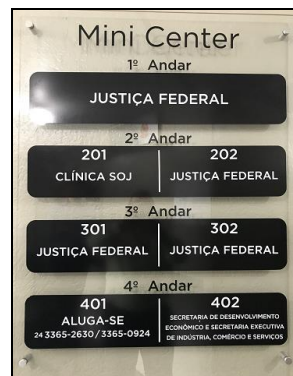 Mini Center
1º Andar
JUSTIÇA FEDERAL
2º Andar
201 202
CLÍNICA SOJ JUSTIÇA FEDERAL
3º Andar
301 302
JUSTIÇA FEDERAL JUSTIÇA FEDERAL
4º Andar
401
ALUGA-SE
24 3365-2630 / 3365-0924
402
SECRETARIA DE DESENVOLVIMENTO
ECONÔMICO E SECRETARIA EXECUTIVA
DE INDÚSTRIA, COMÉRCIO E SERVIÇOS